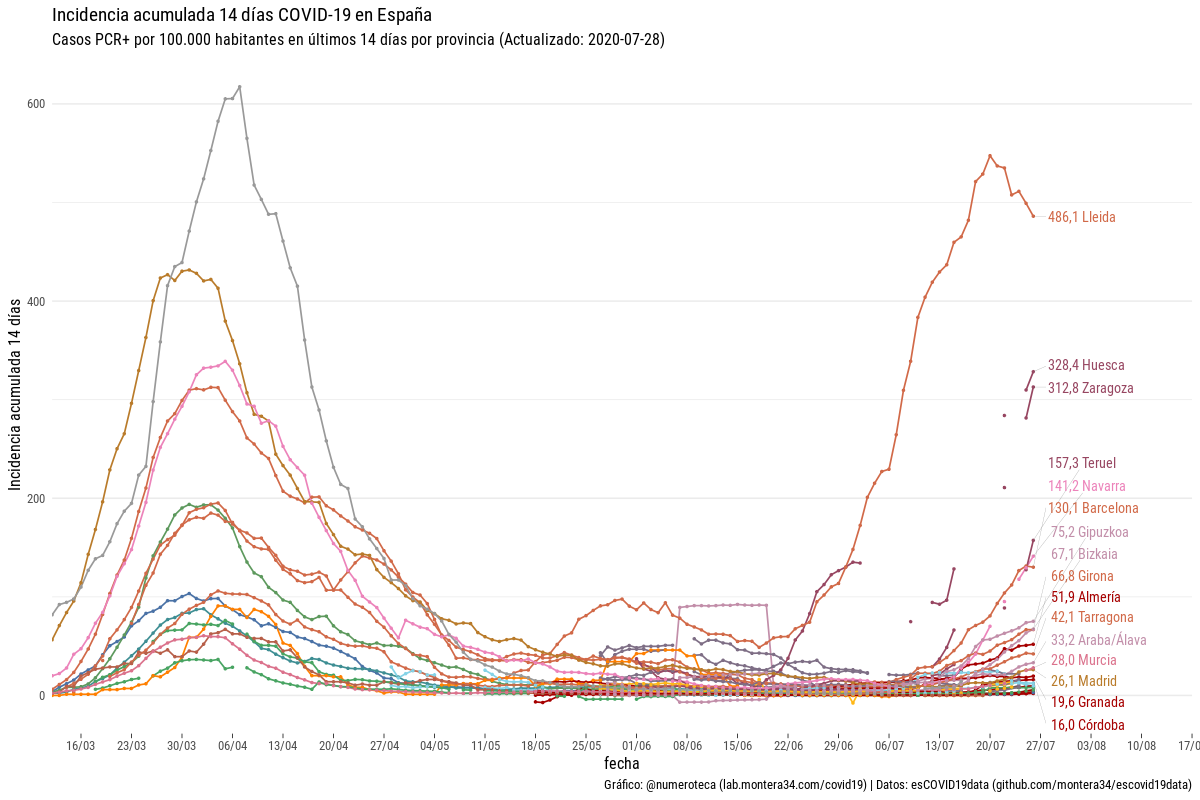 Incidencia acumulada 14 días COVID-19 en España
Casos PCR+ por 100.000 habitantes en últimos 14 días por provincia (Actualizado: 2020-07-28)
Incidencia acumulada 14 días
600
400
200
0
486,1 Lleida
328,4 Huesca
312,8 Zaragoza
157,3 Teruel
141,2 Navarra
130,1 Barcelona
75,2 Gipuzkoa
67,1 Bizkaia
66,8 Girona
51,9 Almería
42,1 Tarragona
33,2 Araba/Álava
28,0 Murcia
26,1 Madrid
19,6 Granada
16,0 Córdoba
16/03 23/03 30/03 06/04 13/04 20/04 27/04 04/05 11/05 18/05 25/05 01/06 08/06 15/06 22/06 29/06 06/07 13/07 20/07 27/07 03/08 10/08 17/0
fecha
Gráfico: @numeroteca (lab.montera34.com/covid19) | Datos: esCOVID19data (github.com/montera34/escovid19data)